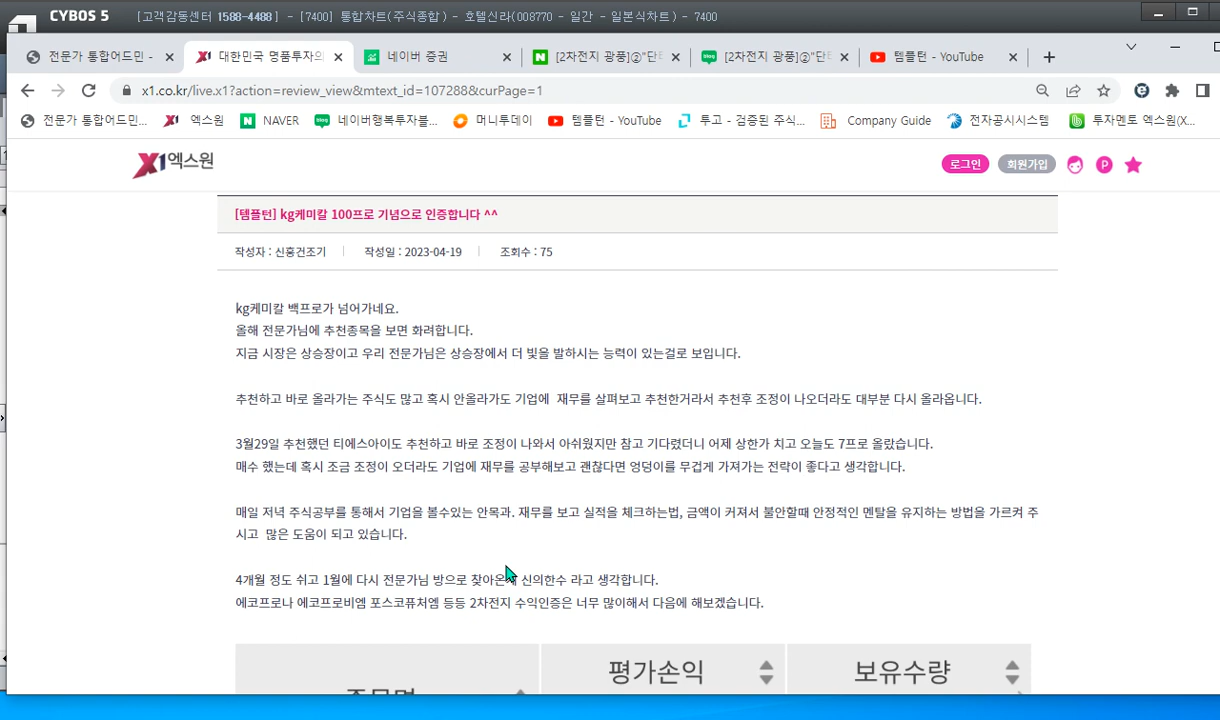 CYBOS 5 [고객감동센터 1588-4488] - [7400] 통합차트(주식종합) - 호텔신라(008770 - 일간 - 일본식차트) - 7400
전문가 통합어드민 - 대한민국 명품투자의 네이버 증권 [2차전지 광풍]②"단 [2차전지 광풍]②"단 템플턴 - YouTube
x1.co.kr/live.x1?action=review_view&mtext_id=107288&curPage=1
전문가 통합어드민... 엑스원 NAVER 네이버행복투자블... 머니투데이 템플턴 - YouTube 투고 - 검증된 주식... Company Guide 전자공시시스템 투자멘토 엑스원(X...
X1엑스원 로그인 회원가입 P
[템플턴] kg케미칼 100프로 기념으로 인증합니다 ^^
작성자 : 신흥건조기 작성일 : 2023-04-19 조회수 : 75
kg케미칼 백프로가 넘어가네요.
올해 전문가님에 추천종목을 보면 화려합니다.
지금 시장은 상승장이고 우리 전문가님은 상승장에서 더 빛을 발하시는 능력이 있는걸로 보입니다.
추천하고 바로 올라가는 주식도 많고 혹시 안올라가도 기업에 재무를 살펴보고 추천한거라서 추천후 조정이 나오더라도 대부분 다시 올라옵니다.
3월29일 추천했던 티에스아이도 추천하고 바로 조정이 나와서 아쉬웠지만 참고 기다렸더니 어제 상한가 치고 오늘도 7프로 올랐습니다.
매수 했는데 혹시 조금 조정이 오더라도 기업에 재무를 공부해보고 괜찮다면 엉덩이를 무겁게 가져가는 전략이 좋다고 생각합니다.
매일 저녁 주식공부를 통해서 기업을 볼수있는 안목과. 재무를 보고 실적을 체크하는법, 금액이 커져서 불안할때 안정적인 멘탈을 유지하는 방법을 가르켜 주
시고 많은 도움이 되고 있습니다.
4개월 정도 쉬고 1월에 다시 전문가님 방으로 찾아온 신의한수 라고 생각합니다.
에코프로나 에코프로비엠 포스코퓨처엠 등등 2차전지 수익인증은 너무 많이해서 다음에 해보겠습니다.
평가손익 보유수량